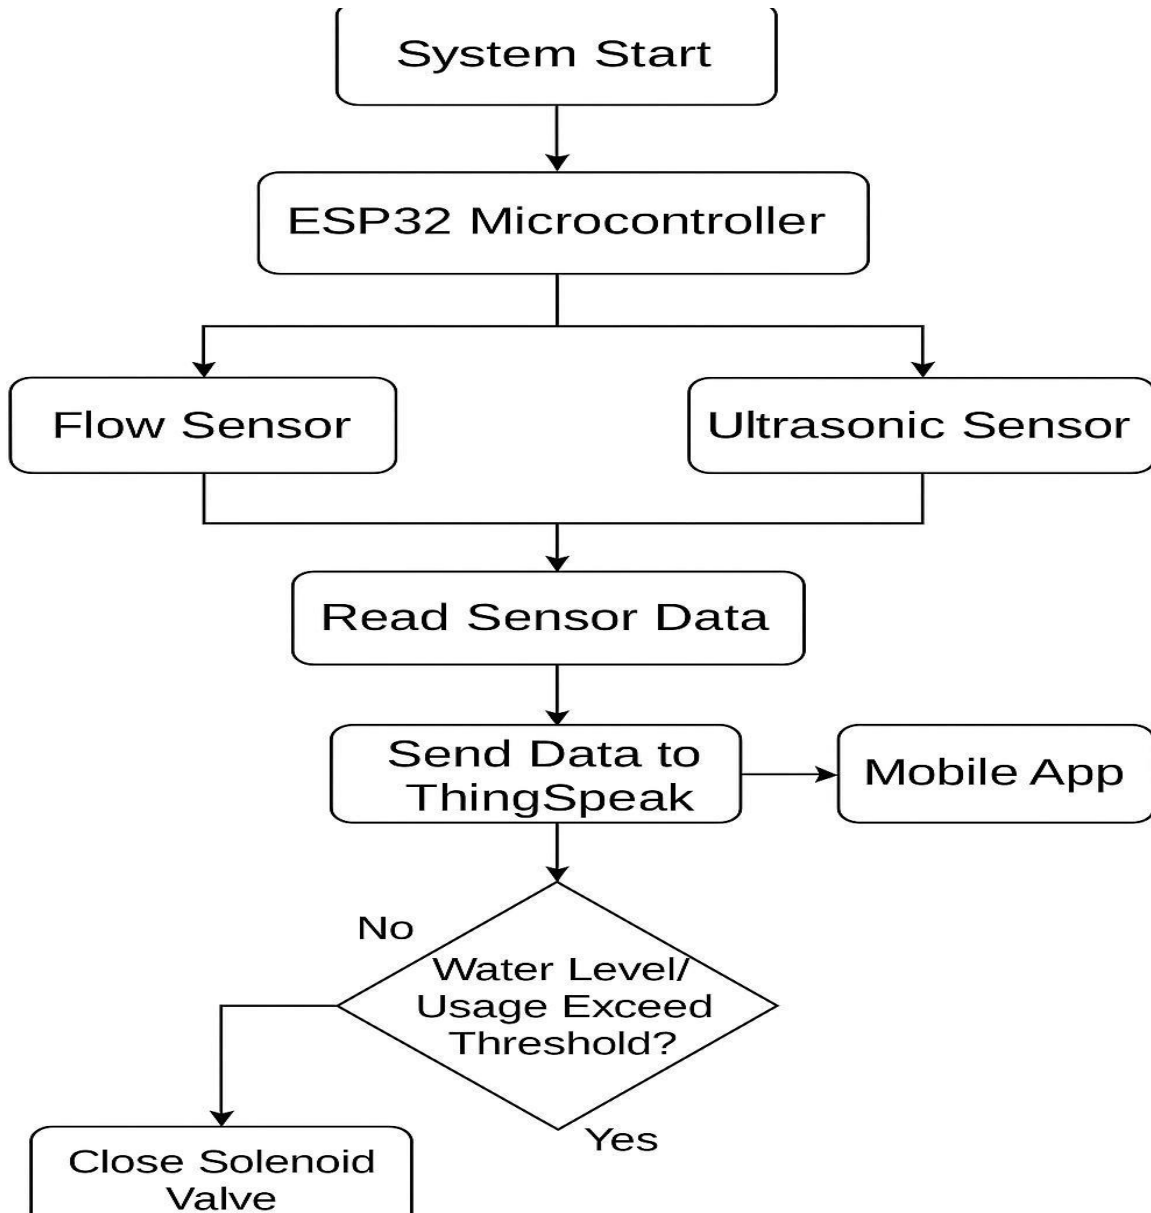 System Start
ESP32 Microcontroller
Flow Sensor
Ultrasonic Sensor
Read Sensor Data
Send Data to
ThingSpeak
Mobile App
No
Water Level/
Usage Exceed
Threshold?
Yes
Close Solenoid
Valve